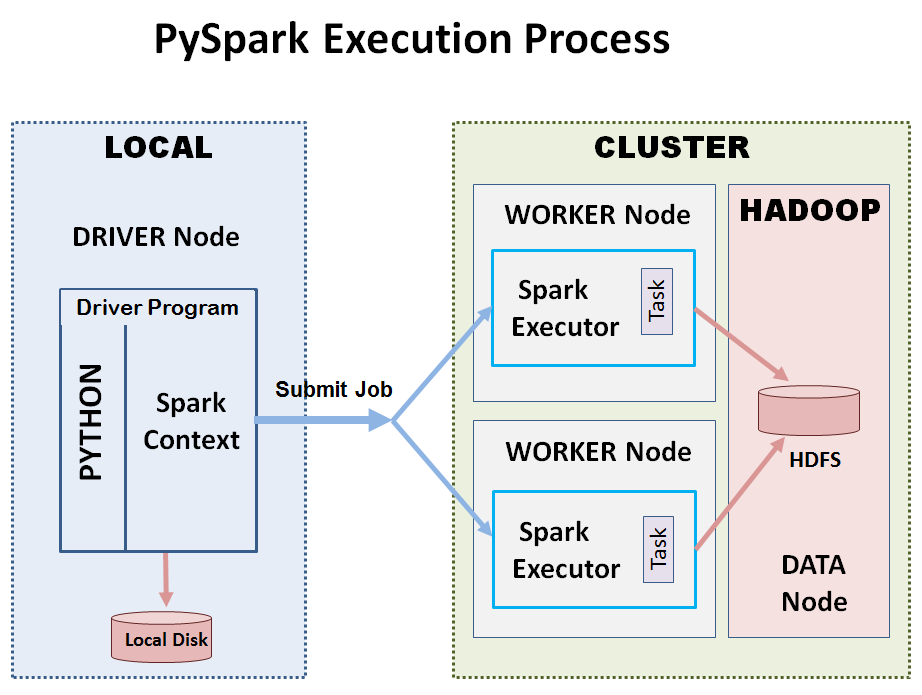 PySpark Execution Process
LOCAL
DRIVER Node
Driver Program
PYTHON
Spark
Context
Local Disk
Submit Job
CLUSTER
WORKER Node
Spark
Executor
Task
WORKER Node
Spark
Executor
Task
HADOOP
HDFS
DATA
Node